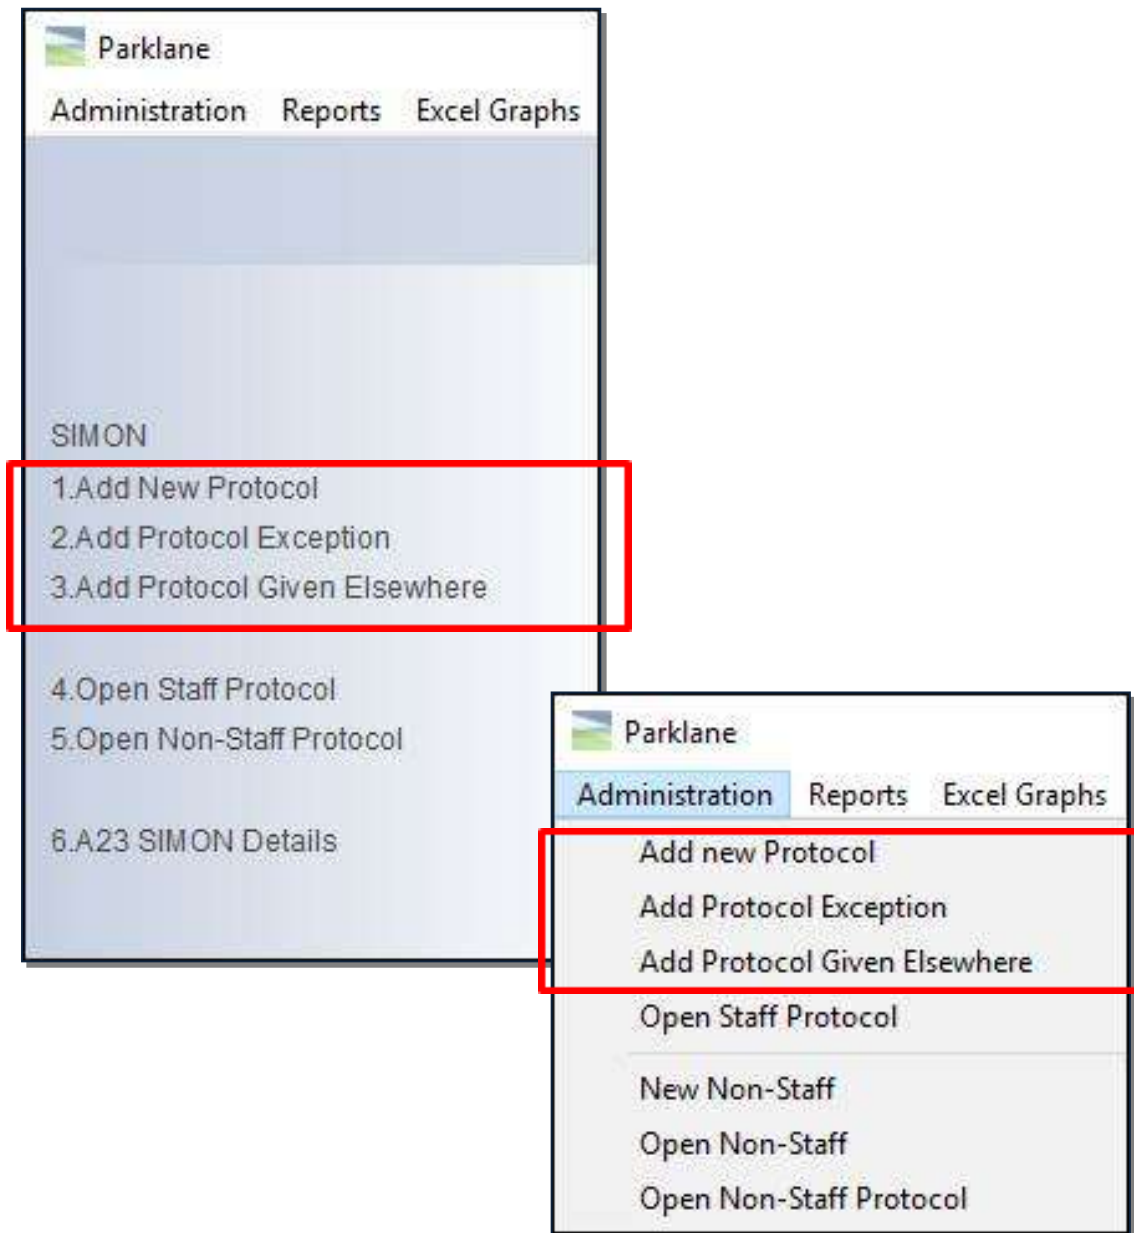 Parklane
Administration Reports Excel Graphs
SIMON
1.Add New Protocol
2.Add Protocol Exception
3.Add Protocol Given Elsewhere
4.Open Staff Protocol
5.Open Non-Staff Protocol
6.A23 SIMON Details
Parklane
Administration Reports Excel Graphs
Add new Protocol
Add Protocol Exception
Add Protocol Given Elsewhere
Open Staff Protocol
New Non-Staff
Open Non-Staff
Open Non-Staff Protocol